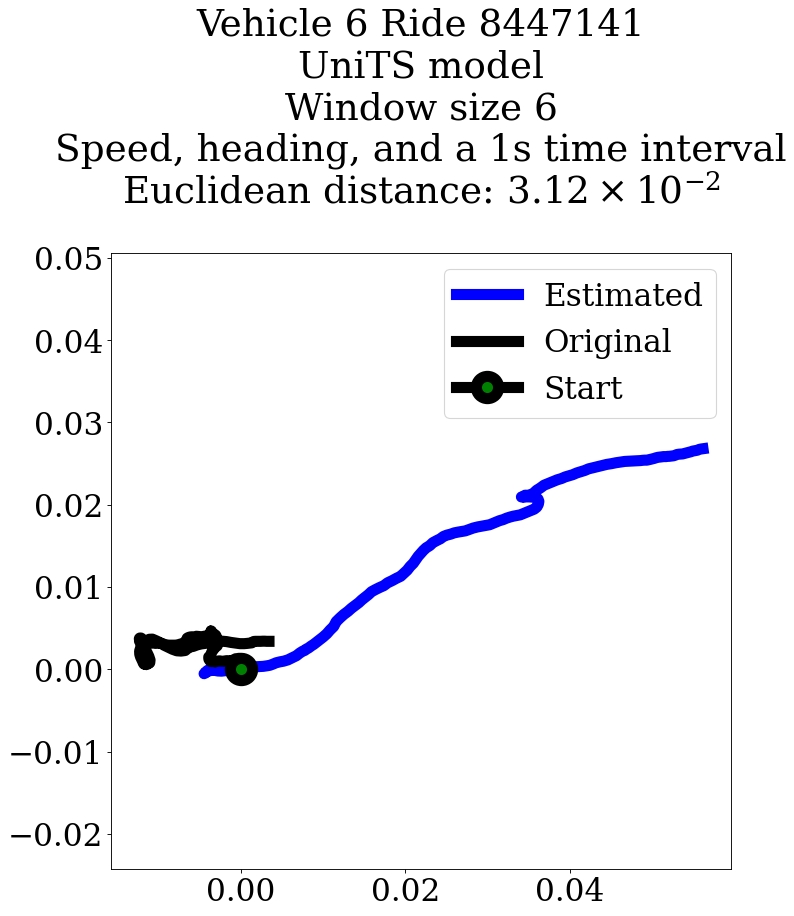 Vehicle 6 Ride 8447141
UniTS model
Window size 6
Speed, heading, and a 1s time interval
Euclidean distance: 3.12 × 10⁻²
0.05
0.04
0.03
0.02
0.01
0.00
−0.01
−0.02
Estimated
Original
Start
0.00 0.02 0.04